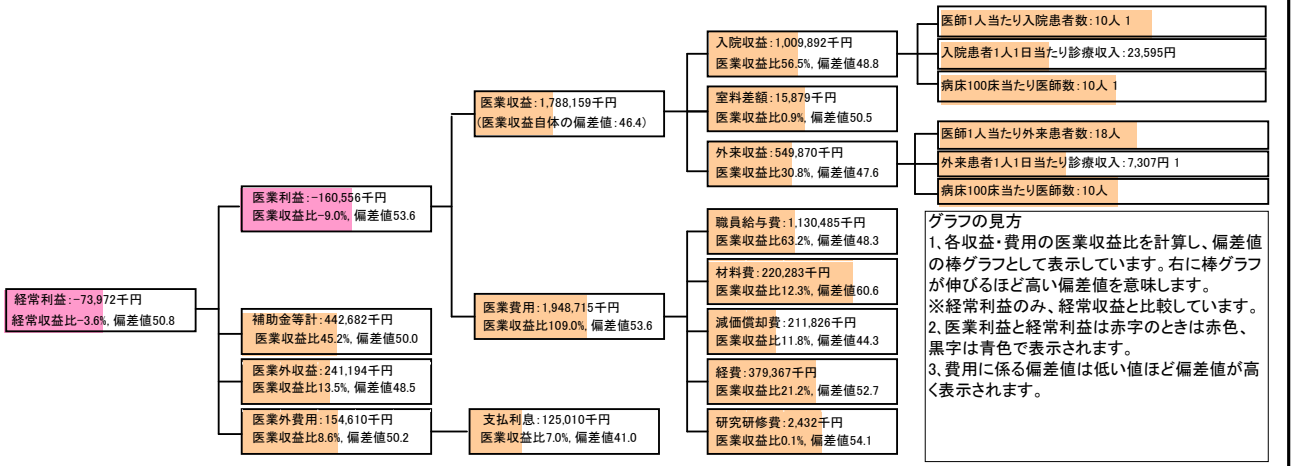 経常利益:-73,972千円
経常収益比-3.6%, 偏差値50.8
医業利益:-160,556千円
医業収益比-9.0%, 偏差値53.6
補助金等計:442,682千円
医業収益比45.2%, 偏差値50.0
医業外収益:241,194千円
医業収益比13.5%, 偏差値48.5
医業外費用:154,610千円
医業収益比8.6%, 偏差値50.2
医業収益:1,788,159千円
(医業収益自体の偏差値:46.4)
医業費用:1,948,715千円
医業収益比109.0%, 偏差値53.6
支払利息:125,010千円
医業収益比7.0%, 偏差値41.0
入院収益:1,009,892千円
医業収益比56.5%, 偏差値48.8
室料差額:15,879千円
医業収益比0.9%, 偏差値50.5
外来収益:549,870千円
医業収益比30.8%, 偏差値47.6
職員給与費:1,130,485千円
医業収益比63.2%, 偏差値48.3
材料費:220,283千円
医業収益比12.3%, 偏差値60.6
減価償却費:211,826千円
医業収益比11.8%, 偏差値44.3
経費:379,367千円
医業収益比21.2%, 偏差値52.7
研究研修費:2,432千円
医業収益比0.1%, 偏差値54.1
医師1人当たり入院患者数:10人 1
入院患者1人1日当たり診療収入:23,595円
病床100床当たり医師数:10人 1
医師1人当たり外来患者数:18人
外来患者1人1日当たり診療収入:7,307円 1
病床100床当たり医師数:10人
グラフの見方
1、各収益・費用の医業収益比を計算し、偏差値
の棒グラフとして表示しています。右に棒グラフ
が伸びるほど高い偏差値を意味します。
※経常利益のみ、経常収益と比較しています。
2、医業利益と経常利益は赤字のときは赤色、
黒字は青色で表示されます。
3、費用に係る偏差値は低い値ほど偏差値が高
く表示されます。